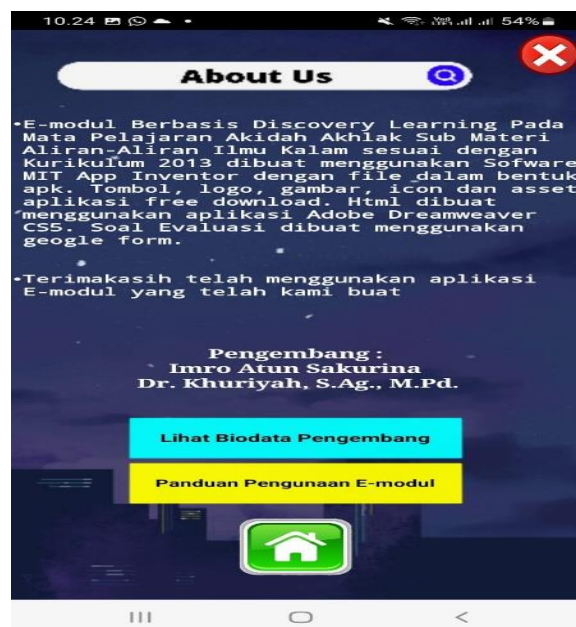 10.24
54%
About Us
•E-modul Berbasis Discovery Learning Pada
Mata Pelajaran Akidah Akhlak Sub Materi
Aliran-Aliran Ilmu Kalam sesuai dengan
Kurikulum 2013 dibuat menggunakan Sofware
MIT App Inventor dengan file dalam bentuk
apk. Tombol, logo, gambar, icon dan asset
aplikasi free download. Html dibuat
menggunakan aplikasi Adobe Dreamweaver
CS5. Soal Evaluasi dibuat menggunakan
geogle form.
•Terimakasih telah menggunakan aplikasi
E-modul yang telah kami buat
Pengembang :
Imro Atun Sakurina
Dr. Khuriyah, S.Ag., M.Pd.
Lihat Biodata Pengembang
Panduan Pengunaan E-modul